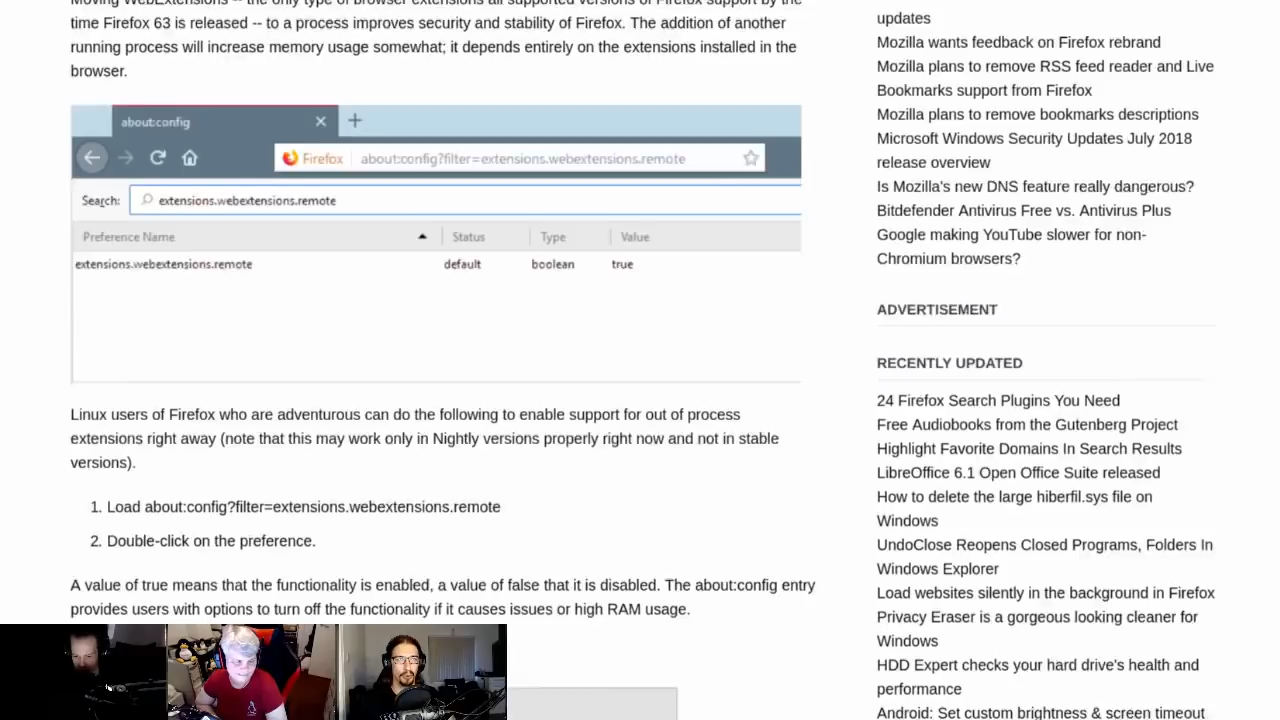 Moving WebExtensions -- the only type of browser extensions all supported versions of Firefox support by the
time Firefox 63 is released -- to a process improves security and stability of Firefox. The addition of another
running process will increase memory usage somewhat; it depends entirely on the extensions installed in the
browser.
about:config
Firefox about:config?filter=extensions.webextensions.remote
Search: extensions.webextensions.remote
Preference Name Status Type Value
extensions.webextensions.remote default boolean true
Linux users of Firefox who are adventurous can do the following to enable support for out of process
extensions right away (note that this may work only in Nightly versions properly right now and not in stable
versions).
1. Load about:config?filter=extensions.webextensions.remote
2. Double-click on the preference.
A value of true means that the functionality is enabled, a value of false that it is disabled. The about:config entry
provides users with options to turn off the functionality if it causes issues or high RAM usage.
updates
Mozilla wants feedback on Firefox rebrand
Mozilla plans to remove RSS feed reader and Live
Bookmarks support from Firefox
Mozilla plans to remove bookmarks descriptions
Microsoft Windows Security Updates July 2018
release overview
Is Mozilla's new DNS feature really dangerous?
Bitdefender Antivirus Free vs. Antivirus Plus
Google making YouTube slower for non-
Chromium browsers?
ADVERTISEMENT
RECENTLY UPDATED
24 Firefox Search Plugins You Need
Free Audiobooks from the Gutenberg Project
Highlight Favorite Domains In Search Results
LibreOffice 6.1 Open Office Suite released
How to delete the large hiberfil.sys file on
Windows
UndoClose Reopens Closed Programs, Folders In
Windows Explorer
Load websites silently in the background in Firefox
Privacy Eraser is a gorgeous looking cleaner for
Windows
HDD Expert checks your hard drive's health and
performance
Android: Set custom brightness & screen timeout